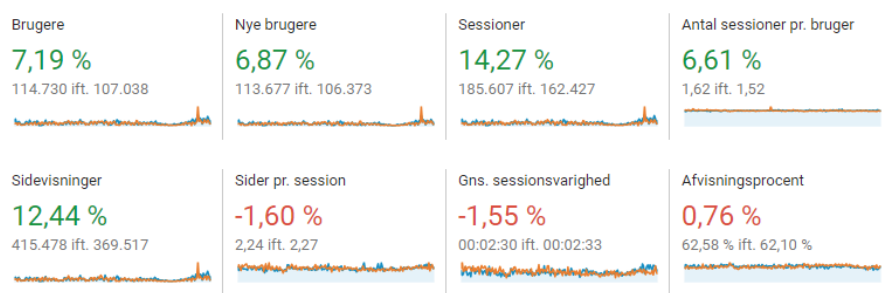 Brugere
7,19 %
114.730 ift. 107.038
Nye brugere
6,87 %
113.677 ift. 106.373
Sessioner
14,27 %
185.607 ift. 162.427
Antal sessioner pr. bruger
6,61 %
1,62 ift. 1,52
Sidevisninger
12,44 %
415.478 ift. 369.517
Sider pr. session
-1,60 %
2,24 ift. 2,27
Gns. sessionsvarighed
-1,55 %
00:02:30 ift. 00:02:33
Afvisningsprocent
0,76 %
62,58 % ift. 62,10 %